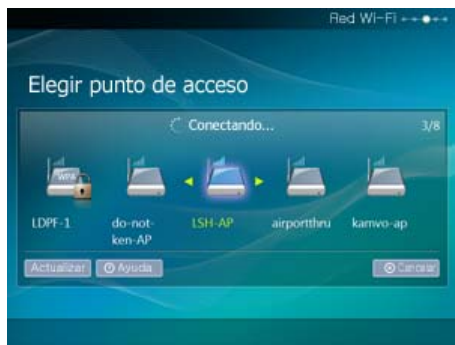 Red Wi-Fi
Elegir punto de acceso
Conectando...
3/8
WPA
LDPF-1
do-not-
ken-AP
LSH-AP
airportthru
kamvo-ap
Actualizar
Ayuda
Cancelar